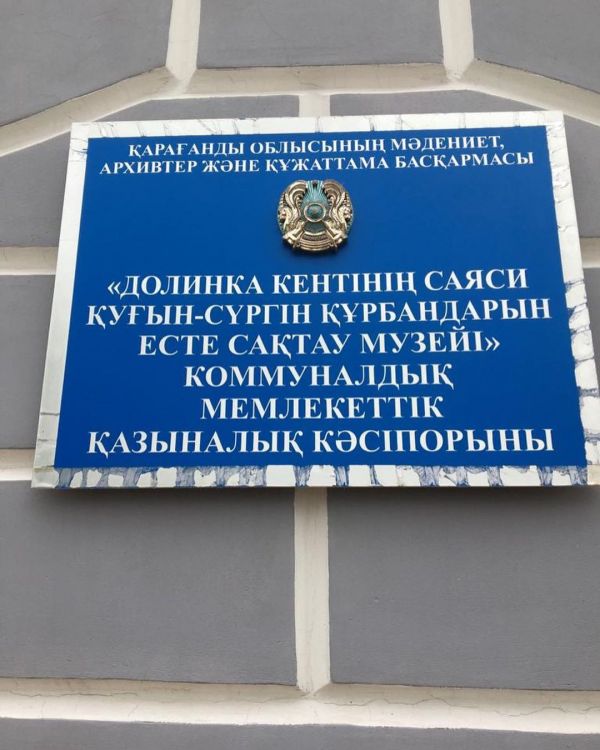 ҚАРАҒАНДЫ ОБЛЫСЫНЫҢ МӘДЕНИЕТ,
АРХИВТЕР ЖӘНЕ ҚҰЖАТТАМА БАСҚАРМАСЫ
«ДОЛИНКА КЕНТІНІҢ САЯСИ
ҚУҒЫН-СҮРГІН ҚҰРБАНДАРЫН
ЕСТЕ САҚТАУ МУЗЕЙІ»
КОММУНАЛДЫҚ
МЕМЛЕКЕТТІК
ҚАЗЫНАЛЫҚ КӘСІПОРЫНЫ